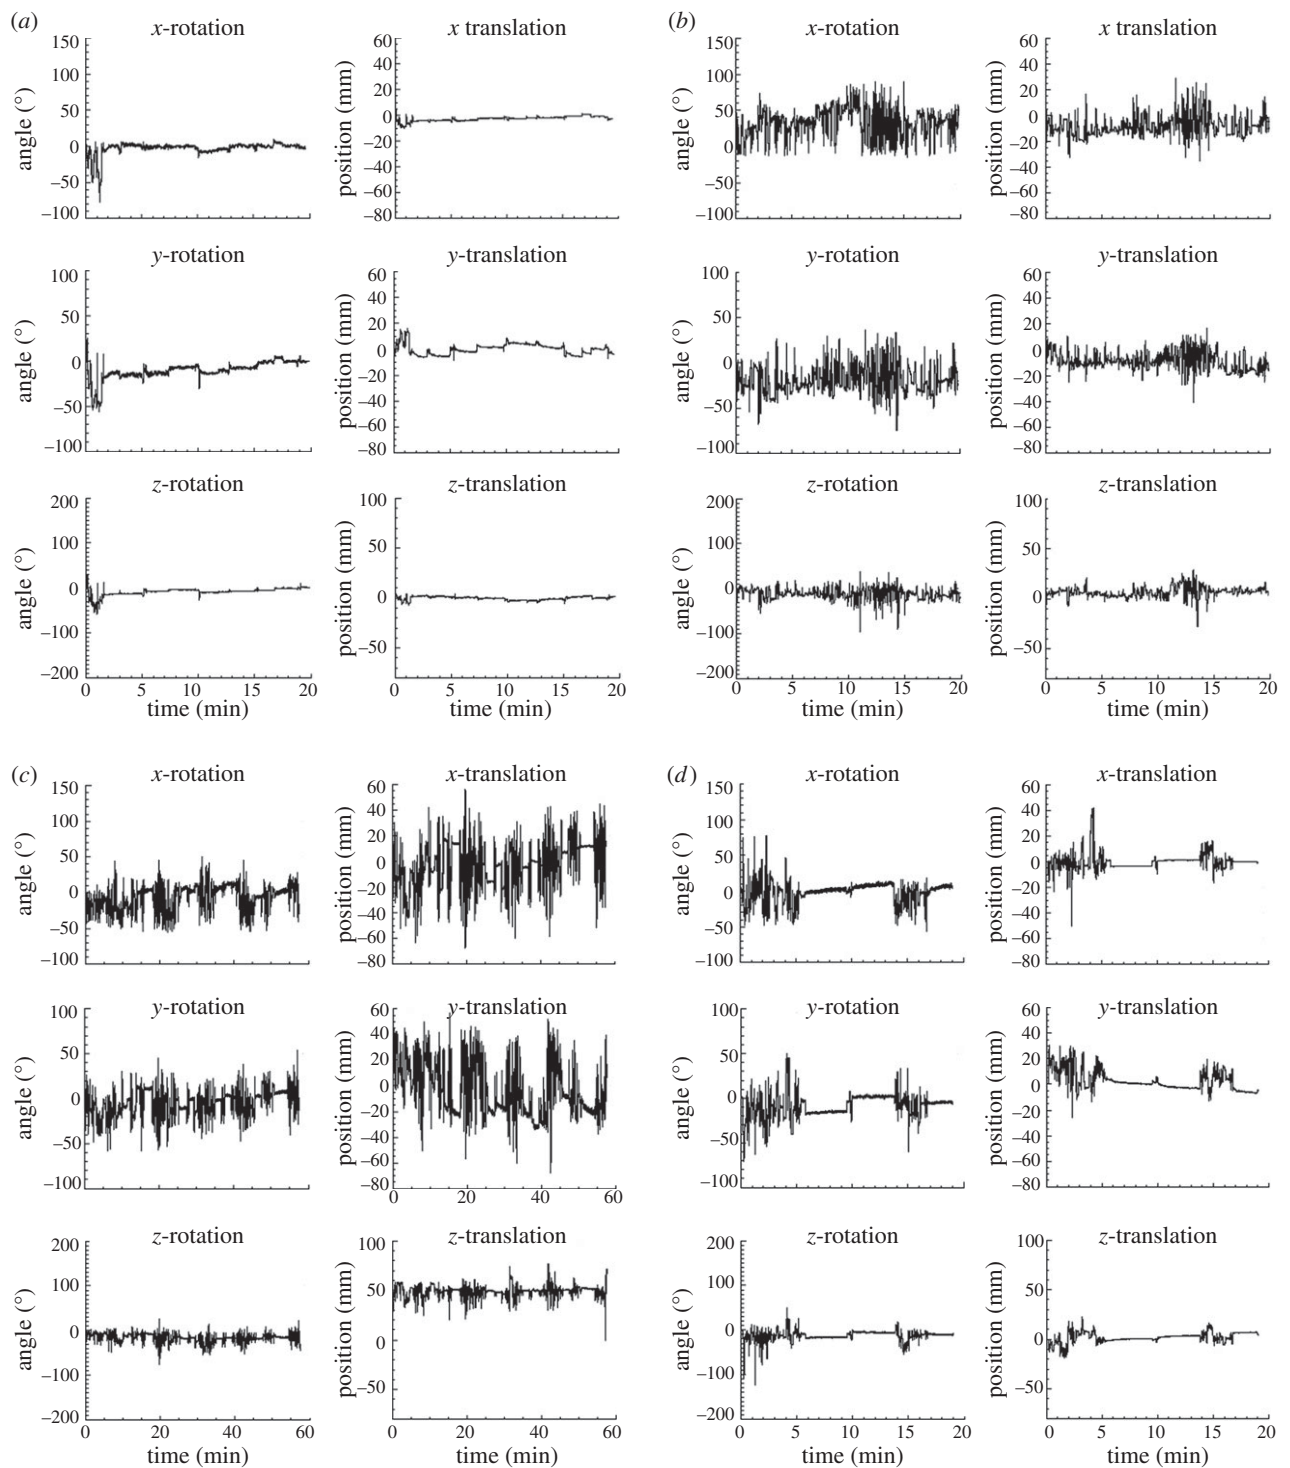 (a)
x-rotation
angle (°)
150
100
50
0
–50
–100
x translation
position (mm)
60
40
20
0
–20
–40
–60
–80
y-rotation
angle (°)
100
50
0
–50
–100
y-translation
position (mm)
60
40
20
0
–20
–40
–60
–80
z-rotation
angle (°)
200
100
0
–100
–200
0 5 10 15 20
time (min)
z-translation
position (mm)
100
50
0
–50
0 5 10 15 20
time (min)
(b)
x-rotation
angle (°)
150
100
50
0
–50
–100
x translation
position (mm)
60
40
20
0
–20
–40
–60
–80
y-rotation
angle (°)
100
50
0
–50
–100
y-translation
position (mm)
60
40
20
0
–20
–40
–60
–80
z-rotation
angle (°)
200
100
0
–100
–200
0 5 10 15 20
time (min)
z-translation
position (mm)
100
50
0
–50
0 5 10 15 20
time (min)
(c)
x-rotation
angle (°)
150
100
50
0
–50
–100
x-translation
position (mm)
60
40
20
0
–20
–40
–60
–80
y-rotation
angle (°)
100
50
0
–50
–100
y-translation
position (mm)
60
40
20
0
–20
–40
–60
–80
0 20 40 60
z-rotation
angle (°)
200
100
0
–100
–200
0 20 40 60
time (min)
z-translation
position (mm)
100
50
0
–50
0 20 40 60
time (min)
(d)
x-rotation
angle (°)
150
100
50
0
–50
–100
x-translation
position (mm)
60
40
20
0
–20
–40
–60
–80
y-rotation
angle (°)
100
50
0
–50
–100
y-translation
position (mm)
60
40
20
0
–20
–40
–60
–80
z-rotation
angle (°)
200
100
0
–100
–200
0 5 10 15 20
time (min)
z-translation
position (mm)
100
50
0
–50
0 5 10 15 20
time (min)